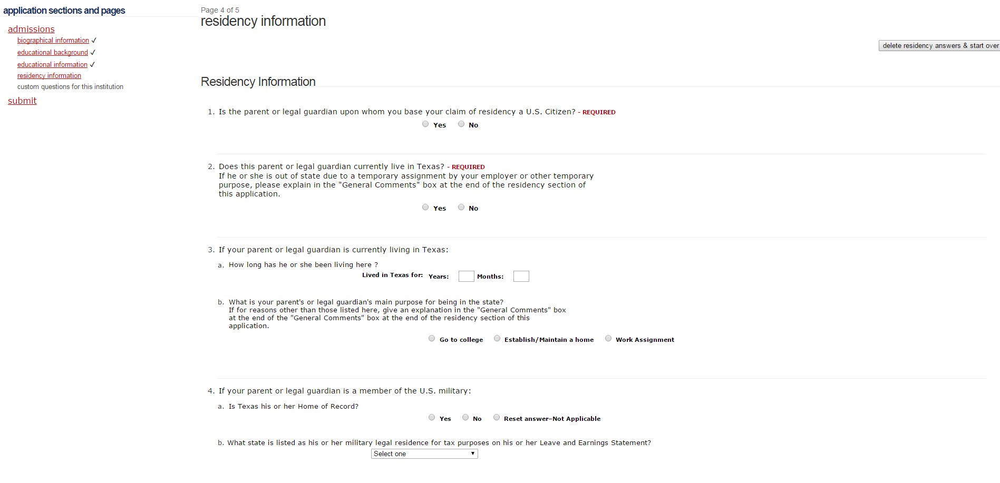 application sections and pages
admissions
biographical information ✓
educational background ✓
educational information ✓
residency information
custom questions for this institution
submit
Page 4 of 5
residency information
delete residency answers & start over
Residency Information
1. Is the parent or legal guardian upon whom you base your claim of residency a U.S. Citizen? - REQUIRED
Yes No
2. Does this parent or legal guardian currently live in Texas? - REQUIRED
If he or she is out of state due to a temporary assignment by your employer or other temporary
purpose, please explain in the "General Comments" box at the end of the residency section of
this application.
Yes No
3. If your parent or legal guardian is currently living in Texas:
a. How long has he or she been living here ?
Lived in Texas for: Years: Months:
b. What is your parent's or legal guardian's main purpose for being in the state?
If for reasons other than those listed here, give an explanation in the "General Comments" box
at the end of the "General Comments" box at the end of the residency section of this
application.
Go to college Establish/Maintain a home Work Assignment
4. If your parent or legal guardian is a member of the U.S. military:
a. Is Texas his or her Home of Record?
Yes No Reset answer–Not Applicable
b. What state is listed as his or her military legal residence for tax purposes on his or her Leave and Earnings Statement?
Select one